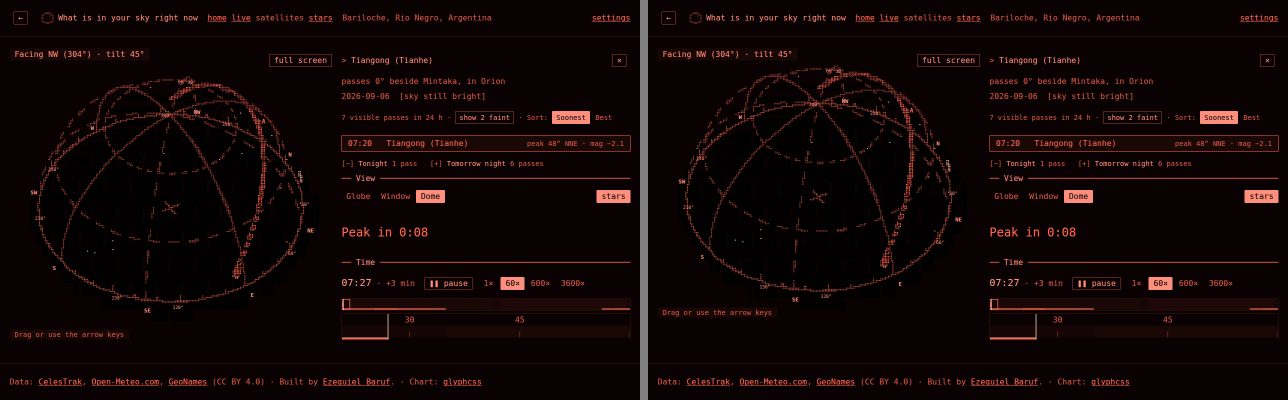 ← What is in your sky right now home live satellites stars Bariloche, Rio Negro, Argentina settings
Facing NW (304°) · tilt 45°
full screen
> Tiangong (Tianhe) ×
passes 0° beside Mintaka, in Orion
2026-09-06 [sky still bright]
7 visible passes in 24 h · show 2 faint · Sort: Soonest Best
07:20 Tiangong (Tianhe) peak 48° NNE · mag −2.1
[−] Tonight 1 pass [+] Tomorrow night 6 passes
View
Globe Window Dome stars
Peak in 0:08
Time
07:27 · +3 min ❚❚ pause 1× 60× 600× 3600×
30 45
NW
W
N
SW
NE
S
E
SE
120°
Drag or use the arrow keys
Data: CelesTrak, Open-Meteo.com, GeoNames (CC BY 4.0) · Built by Ezequiel Baruf. · Chart: glyphcss
← What is in your sky right now home live satellites stars Bariloche, Rio Negro, Argentina settings
Facing NW (304°) · tilt 45°
full screen
> Tiangong (Tianhe) ×
passes 0° beside Mintaka, in Orion
2026-09-06 [sky still bright]
7 visible passes in 24 h · show 2 faint · Sort: Soonest Best
07:20 Tiangong (Tianhe) peak 48° NNE · mag −2.1
[−] Tonight 1 pass [+] Tomorrow night 6 passes
View
Globe Window Dome stars
Peak in 0:08
Time
07:27 · +3 min ❚❚ pause 1× 60× 600× 3600×
30 45
NW
W
N
SW
NE
S
E
SE
120°
Drag or use the arrow keys
Data: CelesTrak, Open-Meteo.com, GeoNames (CC BY 4.0) · Built by Ezequiel Baruf. · Chart: glyphcss